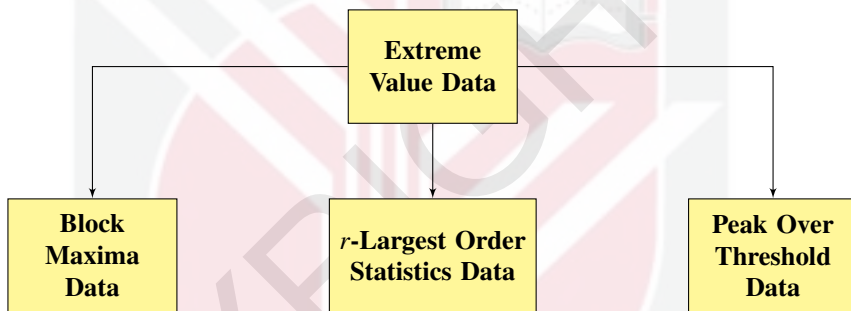 Extreme
Value Data
Block
Maxima
Data
r-Largest Order
Statistics Data
Peak Over
Threshold
Data